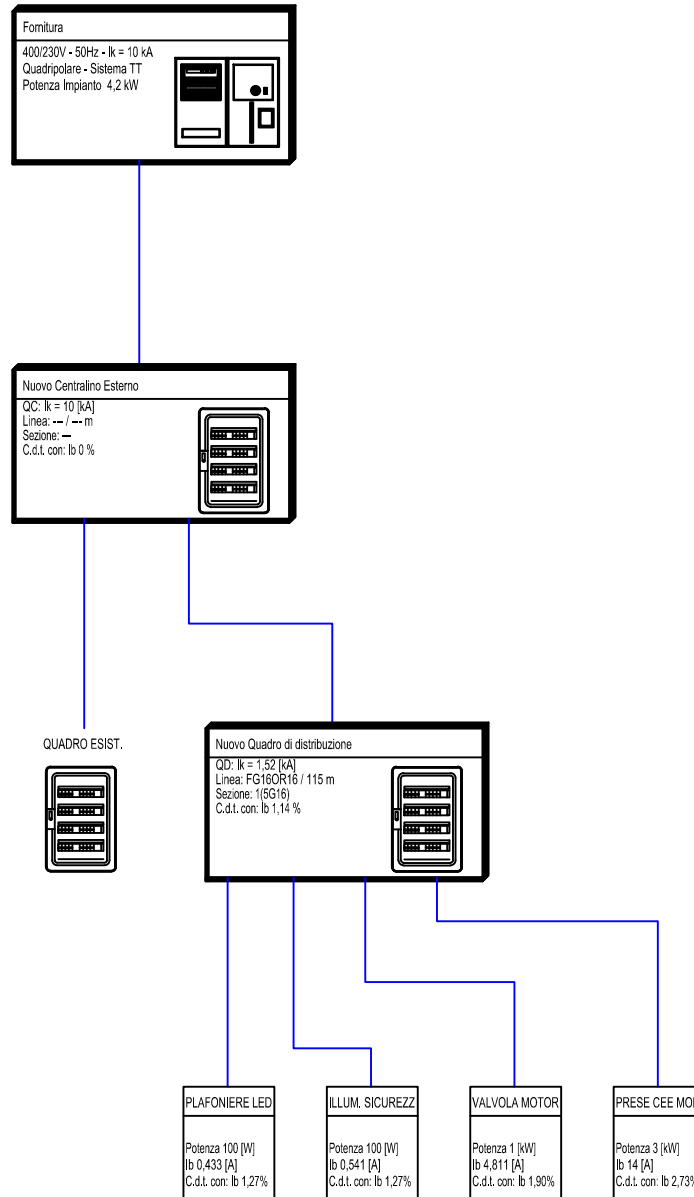 Fornitura
400/230V - 50Hz - Ik = 10 kA
Quadripolare - Sistema TT
Potenza Impianto 4,2 kW
Nuovo Centralino Esterno
QC: Ik = 10 [kA]
Linea: --- / --- m
Sezione: ---
C.d.t. con: Ib 0 %
QUADRO ESIST.
Nuovo Quadro di distribuzione
QD: Ik = 1,52 [kA]
Linea: FG16OR16 / 115 m
Sezione: 1(5G16)
C.d.t. con: Ib 1,14 %
PLAFONIERE LED
Potenza 100 [W]
Ib 0,433 [A]
C.d.t. con: Ib 1,27%
ILLUM. SICUREZZ
Potenza 100 [W]
Ib 0,541 [A]
C.d.t. con: Ib 1,27%
VALVOLA MOTOR
Potenza 1 [kW]
Ib 4,811 [A]
C.d.t. con: Ib 1,90%
PRESE CEE MO
Potenza 3 [kW]
Ib 14 [A]
C.d.t. con: Ib 2,73%